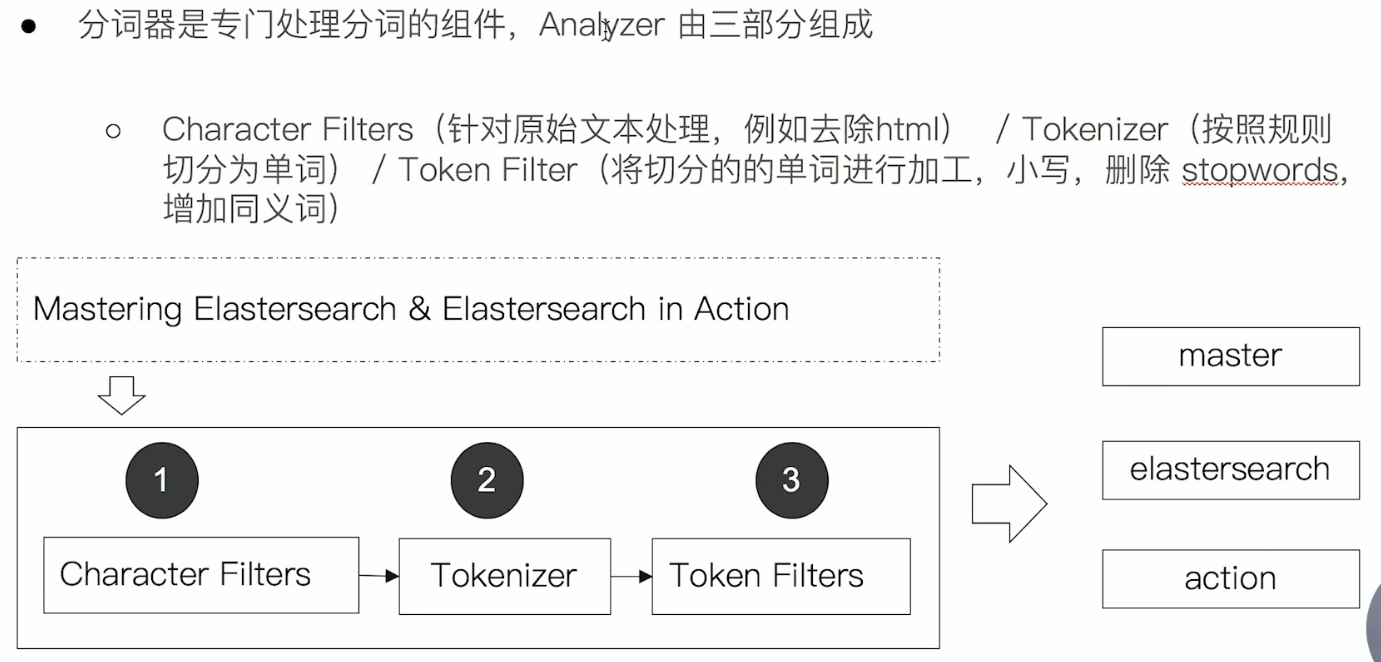 ● 分词器是专门处理分词的组件，Analyzer 由三部分组成
○ Character Filters（针对原始文本处理，例如去除html） / Tokenizer（按照规则
切分为单词） / Token Filter（将切分的的单词进行加工，小写，删除 stopwords，
增加同义词）
Mastering Elastersearch & Elastersearch in Action
1
2
3
Character Filters
Tokenizer
Token Filters
master
elastersearch
action